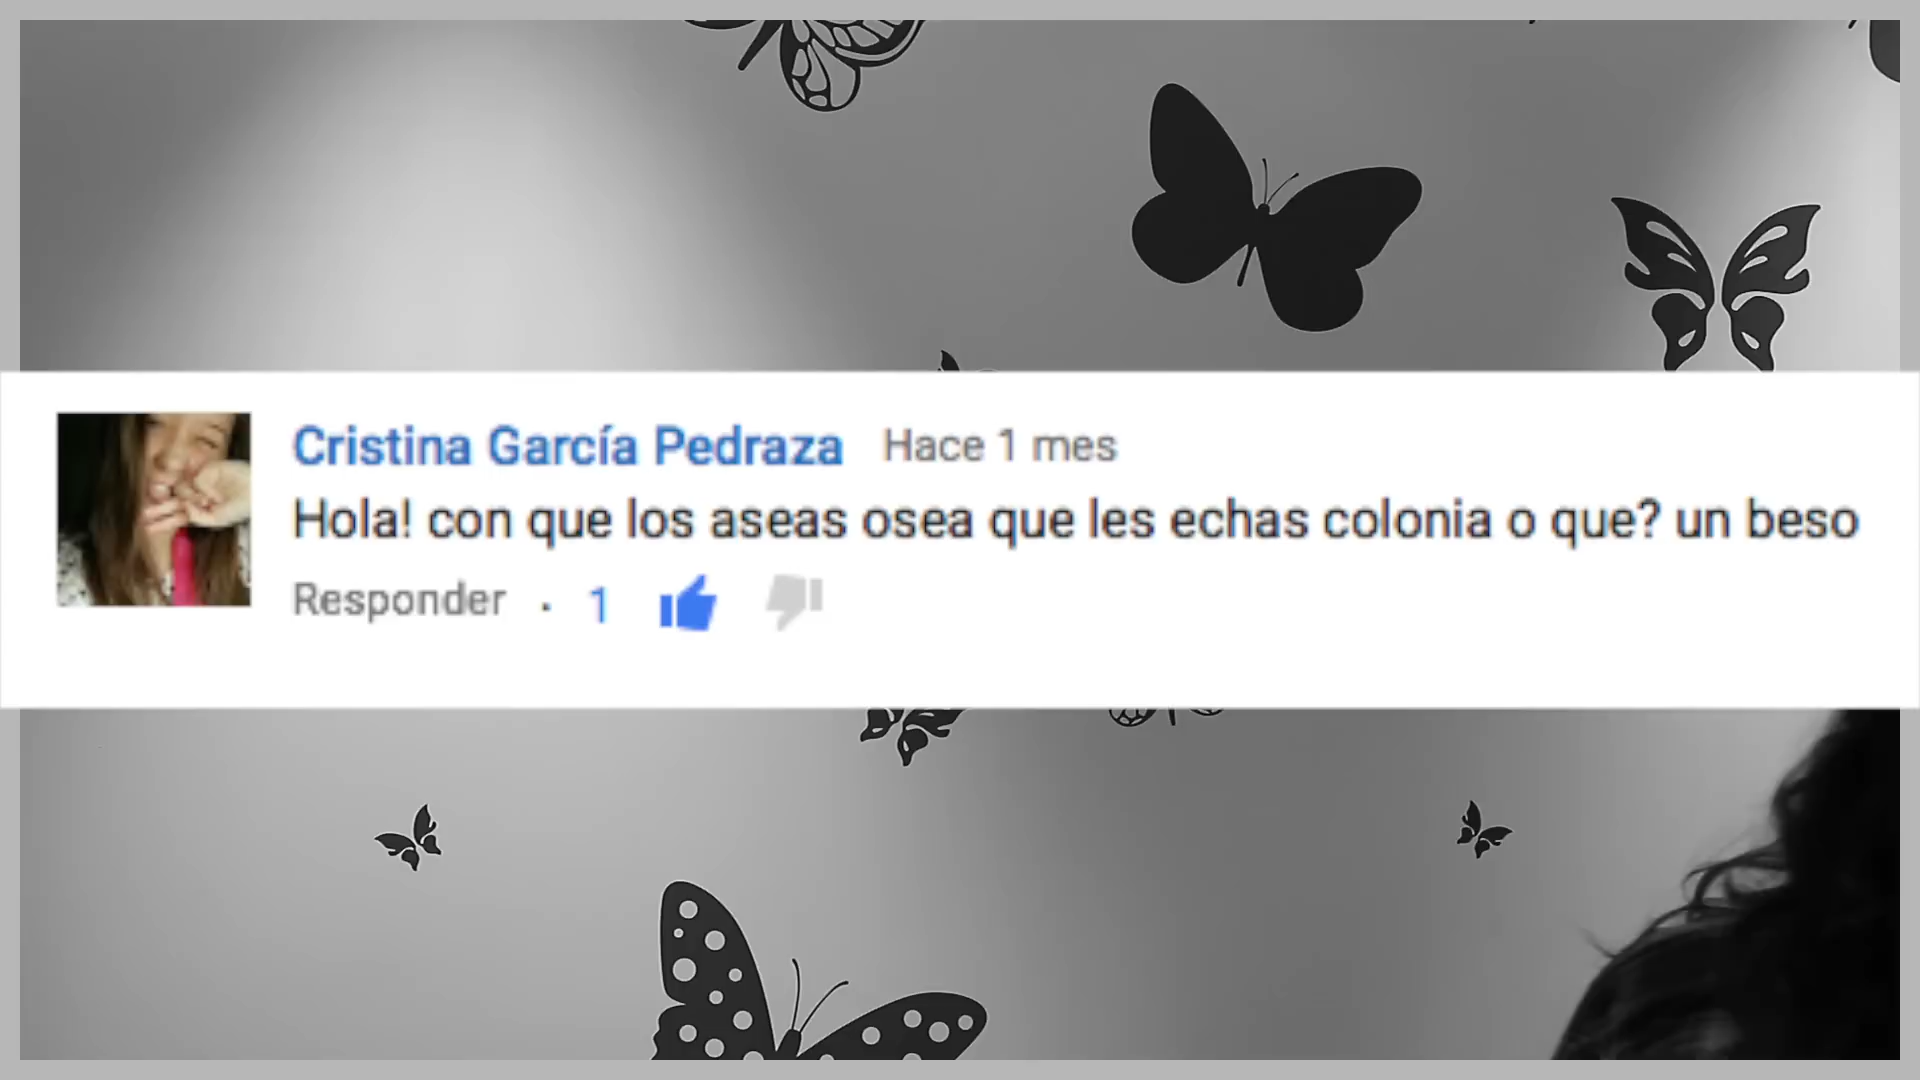 Cristina García Pedraza Hace 1 mes
Hola! con que los aseas osea que les echas colonia o que? un beso
Responder · 1